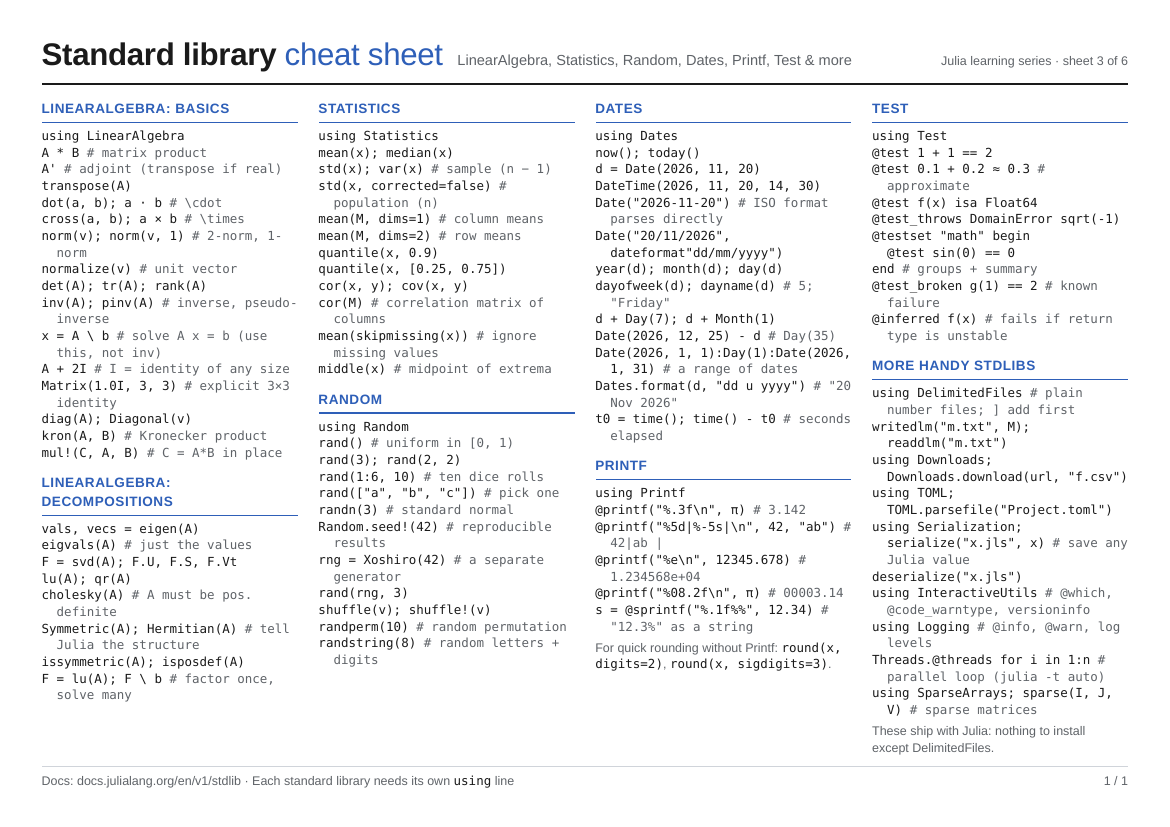 Standard library cheat sheet LinearAlgebra, Statistics, Random, Dates, Printf, Test & more
Julia learning series · sheet 3 of 6
LINEARALGEBRA: BASICS
using LinearAlgebra
A * B # matrix product
A' # adjoint (transpose if real)
transpose(A)
dot(a, b); a · b # \cdot
cross(a, b); a × b # \times
norm(v); norm(v, 1) # 2-norm, 1-
norm
normalize(v) # unit vector
det(A); tr(A); rank(A)
inv(A); pinv(A) # inverse, pseudo-
inverse
x = A \ b # solve A x = b (use
this, not inv)
A + 2I # I = identity of any size
Matrix(1.0I, 3, 3) # explicit 3×3
identity
diag(A); Diagonal(v)
kron(A, B) # Kronecker product
mul!(C, A, B) # C = A*B in place
LINEARALGEBRA:
DECOMPOSITIONS
vals, vecs = eigen(A)
eigvals(A) # just the values
F = svd(A); F.U, F.S, F.Vt
lu(A); qr(A)
cholesky(A) # A must be pos.
definite
Symmetric(A); Hermitian(A) # tell
Julia the structure
issymmetric(A); isposdef(A)
F = lu(A); F \ b # factor once,
solve many
STATISTICS
using Statistics
mean(x); median(x)
std(x); var(x) # sample (n − 1)
std(x, corrected=false) #
population (n)
mean(M, dims=1) # column means
mean(M, dims=2) # row means
quantile(x, 0.9)
quantile(x, [0.25, 0.75])
cor(x, y); cov(x, y)
cor(M) # correlation matrix of
columns
mean(skipmissing(x)) # ignore
missing values
middle(x) # midpoint of extrema
RANDOM
using Random
rand() # uniform in [0, 1)
rand(3); rand(2, 2)
rand(1:6, 10) # ten dice rolls
rand(["a", "b", "c"]) # pick one
randn(3) # standard normal
Random.seed!(42) # reproducible
results
rng = Xoshiro(42) # a separate
generator
rand(rng, 3)
shuffle(v); shuffle!(v)
randperm(10) # random permutation
randstring(8) # random letters +
digits
DATES
using Dates
now(); today()
d = Date(2026, 11, 20)
DateTime(2026, 11, 20, 14, 30)
Date("2026-11-20") # ISO format
parses directly
Date("20/11/2026",
dateformat"dd/mm/yyyy")
year(d); month(d); day(d)
dayofweek(d); dayname(d) # 5;
"Friday"
d + Day(7); d + Month(1)
Date(2026, 12, 25) - d # Day(35)
Date(2026, 1, 1):Day(1):Date(2026,
1, 31) # a range of dates
Dates.format(d, "dd u yyyy") # "20
Nov 2026"
t0 = time(); time() - t0 # seconds
elapsed
PRINTF
using Printf
@printf("%.3f\n", π) # 3.142
@printf("%5d|%-5s|\n", 42, "ab") #
42|ab |
@printf("%e\n", 12345.678) #
1.234568e+04
@printf("%08.2f\n", π) # 00003.14
s = @sprintf("%.1f%%", 12.34) #
"12.3%" as a string
For quick rounding without Printf: round(x,
digits=2), round(x, sigdigits=3).
TEST
using Test
@test 1 + 1 == 2
@test 0.1 + 0.2 ≈ 0.3 #
approximate
@test f(x) isa Float64
@test_throws DomainError sqrt(-1)
@testset "math" begin
@test sin(0) == 0
end # groups + summary
@test_broken g(1) == 2 # known
failure
@inferred f(x) # fails if return
type is unstable
MORE HANDY STDLIBS
using DelimitedFiles # plain
number files; ] add first
writedlm("m.txt", M);
readdlm("m.txt")
using Downloads;
Downloads.download(url, "f.csv")
using TOML;
TOML.parsefile("Project.toml")
using Serialization;
serialize("x.jls", x) # save any
Julia value
deserialize("x.jls")
using InteractiveUtils # @which,
@code_warntype, versioninfo
using Logging # @info, @warn, log
levels
Threads.@threads for i in 1:n #
parallel loop (julia -t auto)
using SparseArrays; sparse(I, J,
V) # sparse matrices
These ship with Julia: nothing to install
except DelimitedFiles.
Docs: docs.julialang.org/en/v1/stdlib · Each standard library needs its own using line
1 / 1